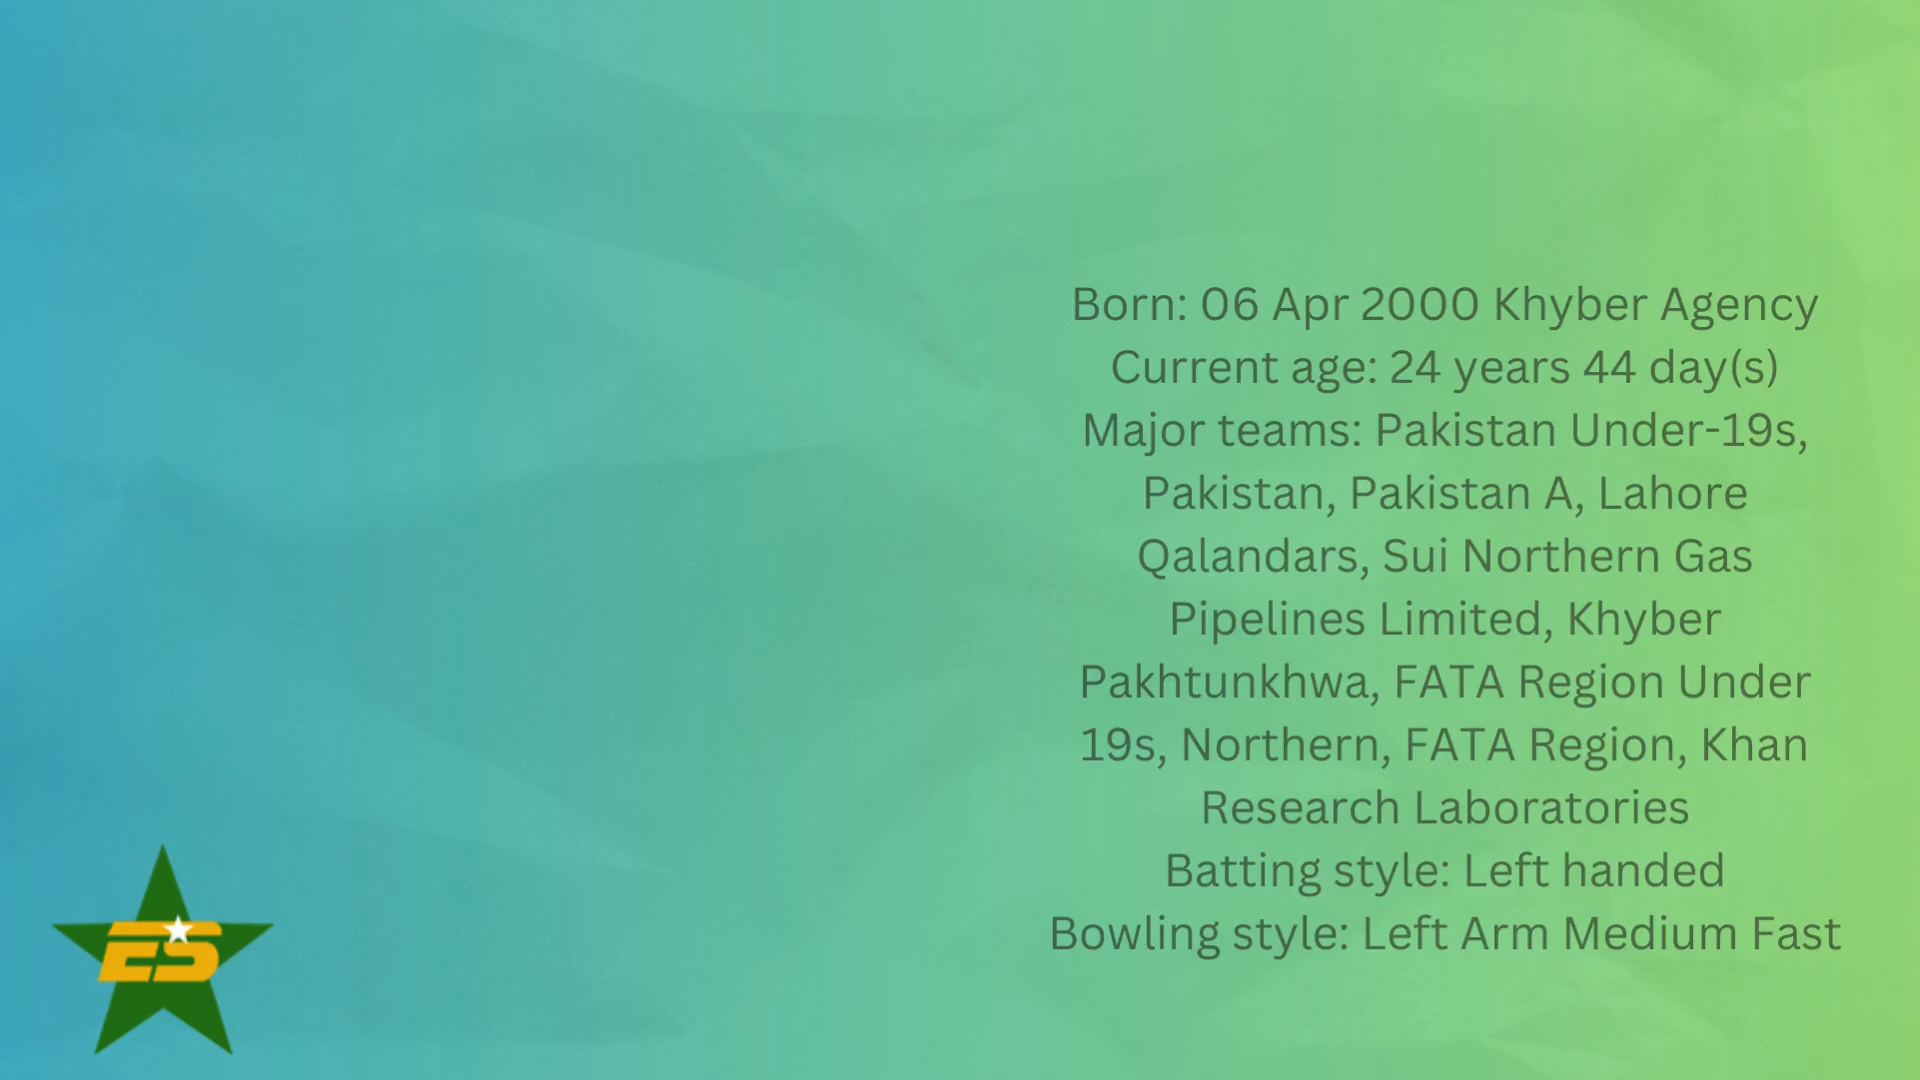 Born: 06 Apr 2000 Khyber Agency
Current age: 24 years 44 day(s)
Major teams: Pakistan Under-19s,
Pakistan, Pakistan A, Lahore
Qalandars, Sui Northern Gas
Pipelines Limited, Khyber
Pakhtunkhwa, FATA Region Under
19s, Northern, FATA Region, Khan
Research Laboratories
Batting style: Left handed
Bowling style: Left Arm Medium Fast
ES